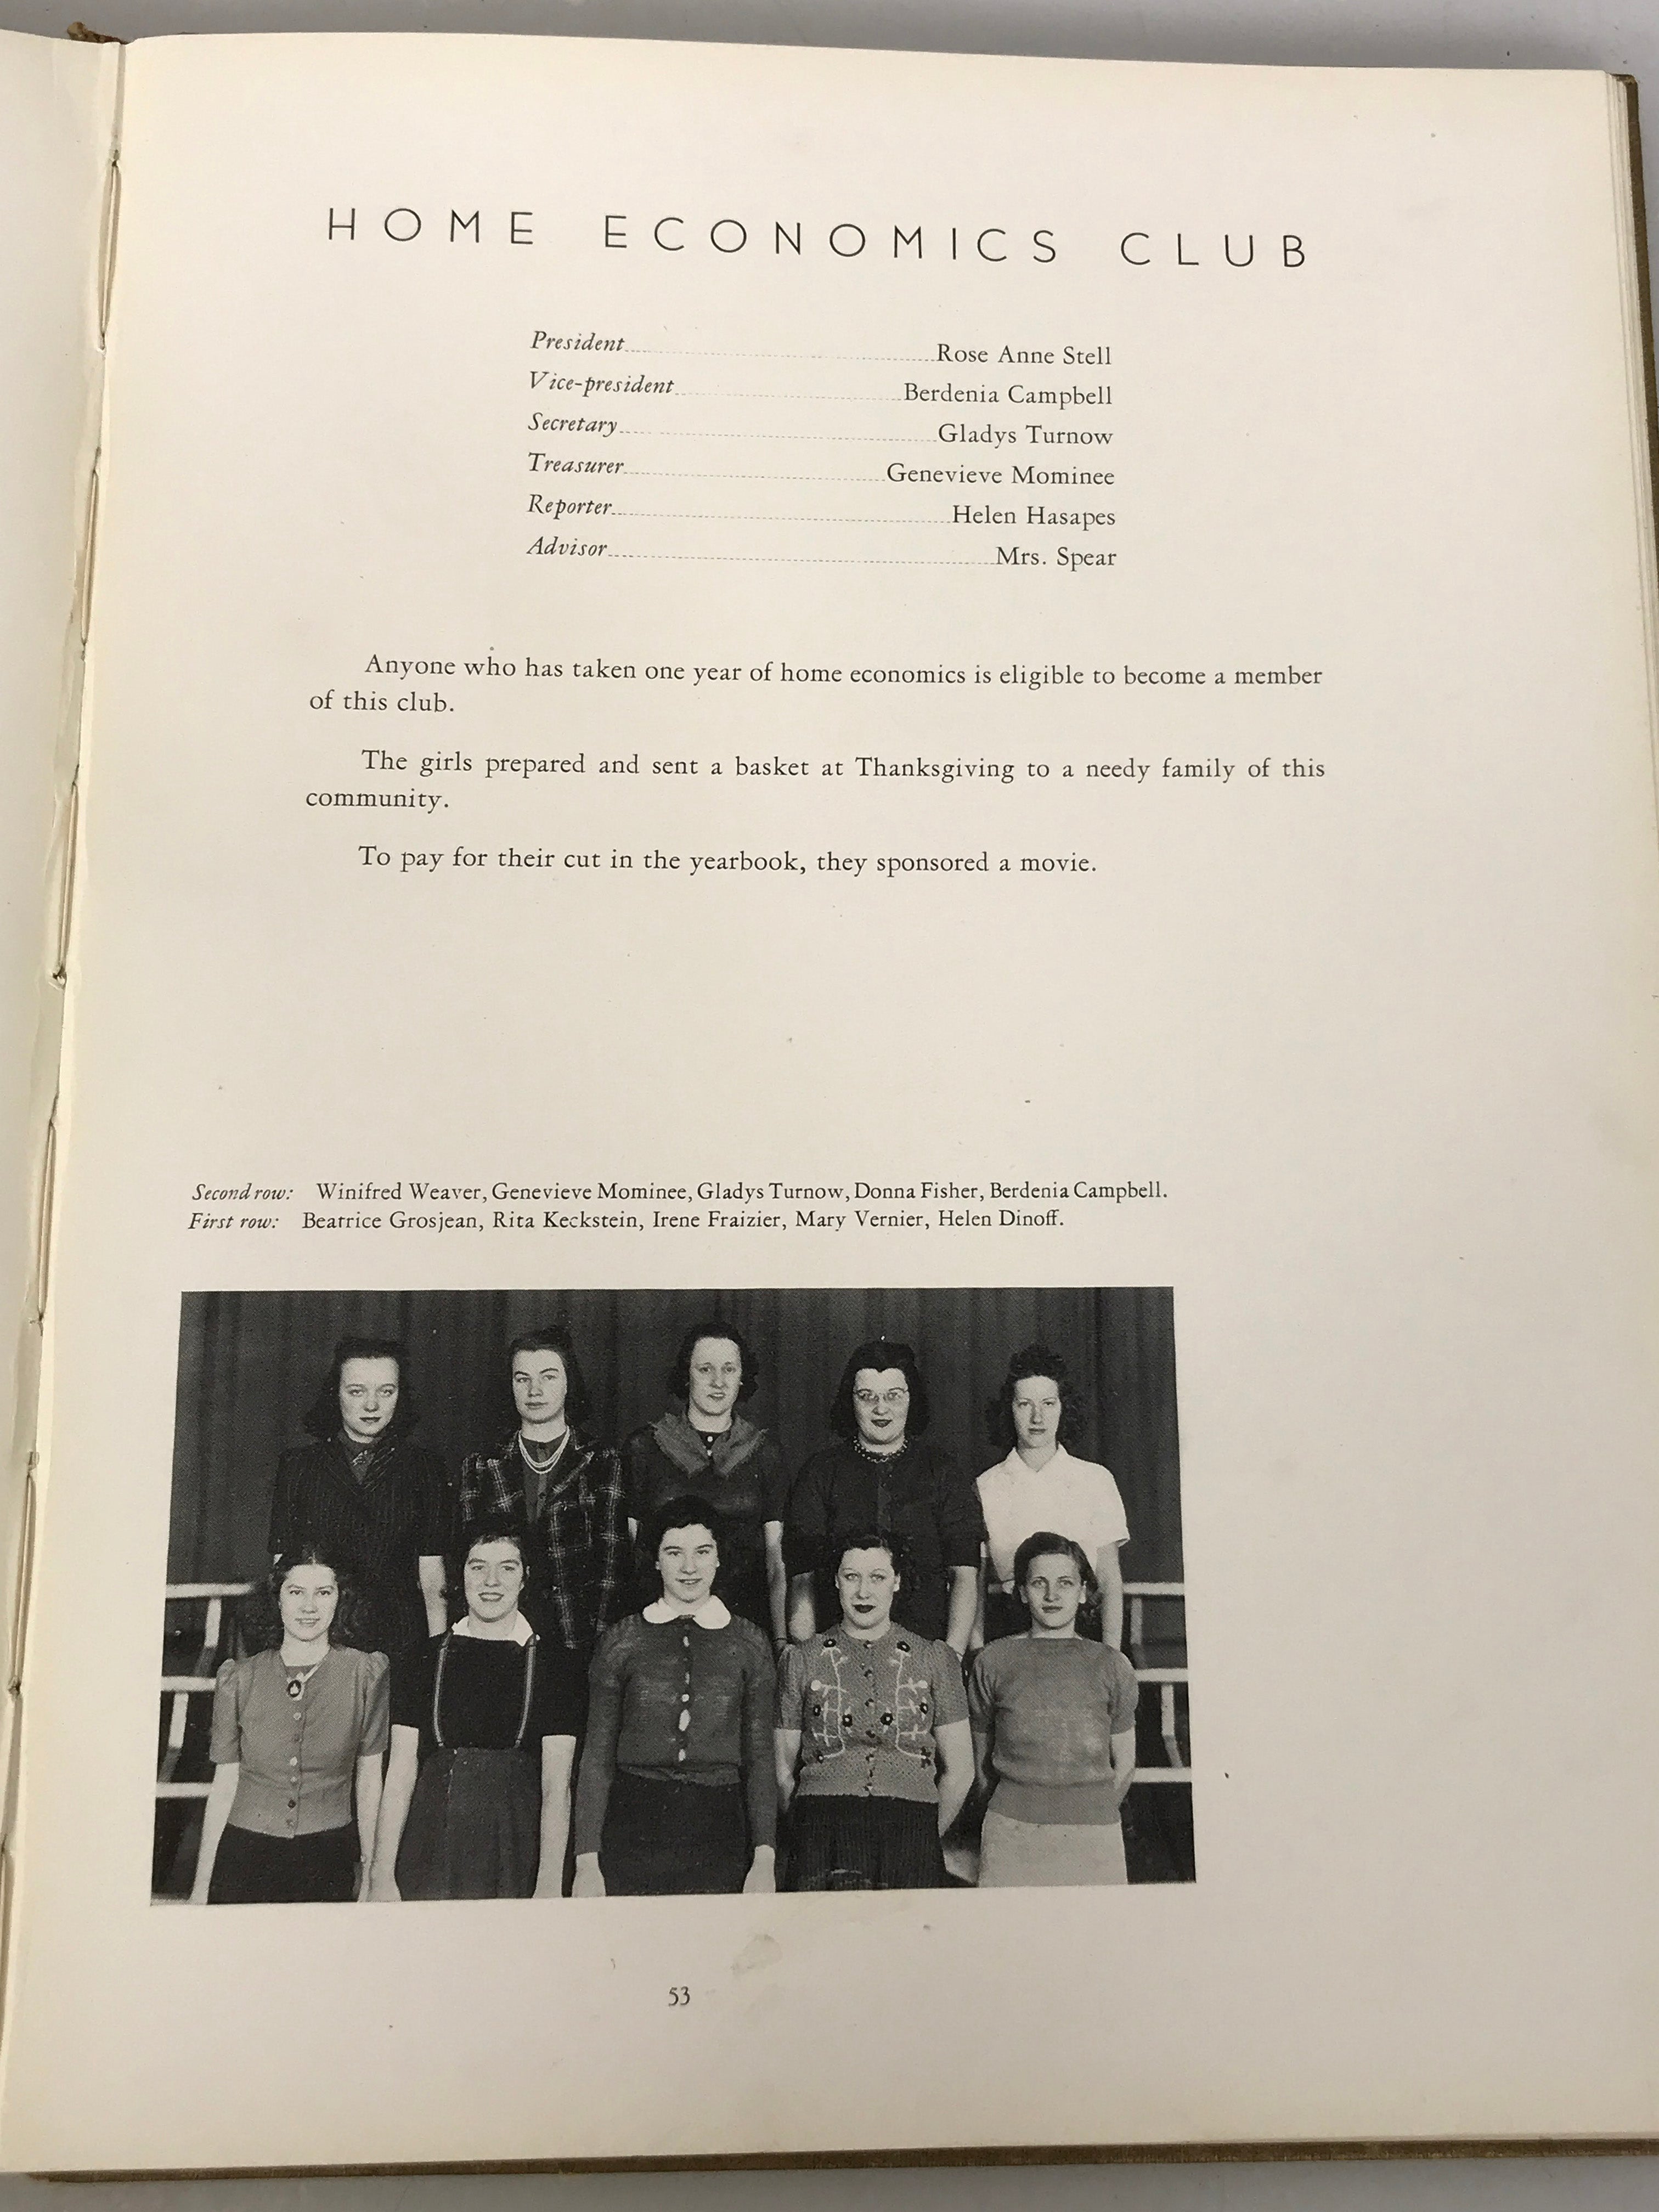 HOME ECONOMICS CLUB
President Rose Anne Stell
Vice-president Berdenia Campbell
Secretary Gladys Turnow
Treasurer Genevieve Mominee
Reporter Helen Hasapes
Advisor Mrs. Spear
Anyone who has taken one year of home economics is eligible to become a member
of this club.
The girls prepared and sent a basket at Thanksgiving to a needy family of this
community.
To pay for their cut in the yearbook, they sponsored a movie.
Second row: Winifred Weaver, Genevieve Mominee, Gladys Turnow, Donna Fisher, Berdenia Campbell.
First row: Beatrice Grosjean, Rita Keckstein, Irene Fraizier, Mary Vernier, Helen Dinoff.
53